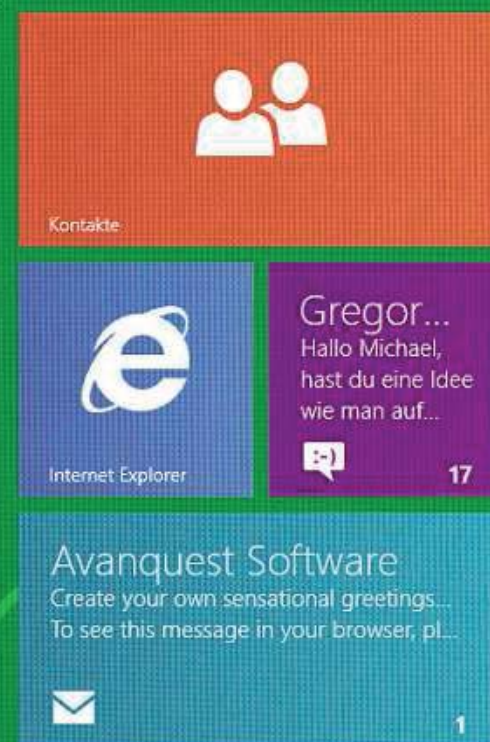 Kontakte
Internet Explorer
Gregor...
Hallo Michael,
hast du eine Idee
wie man auf...
:-)
17
Avanquest Software
Create your own sensational greetings...
To see this message in your browser, pl...
1